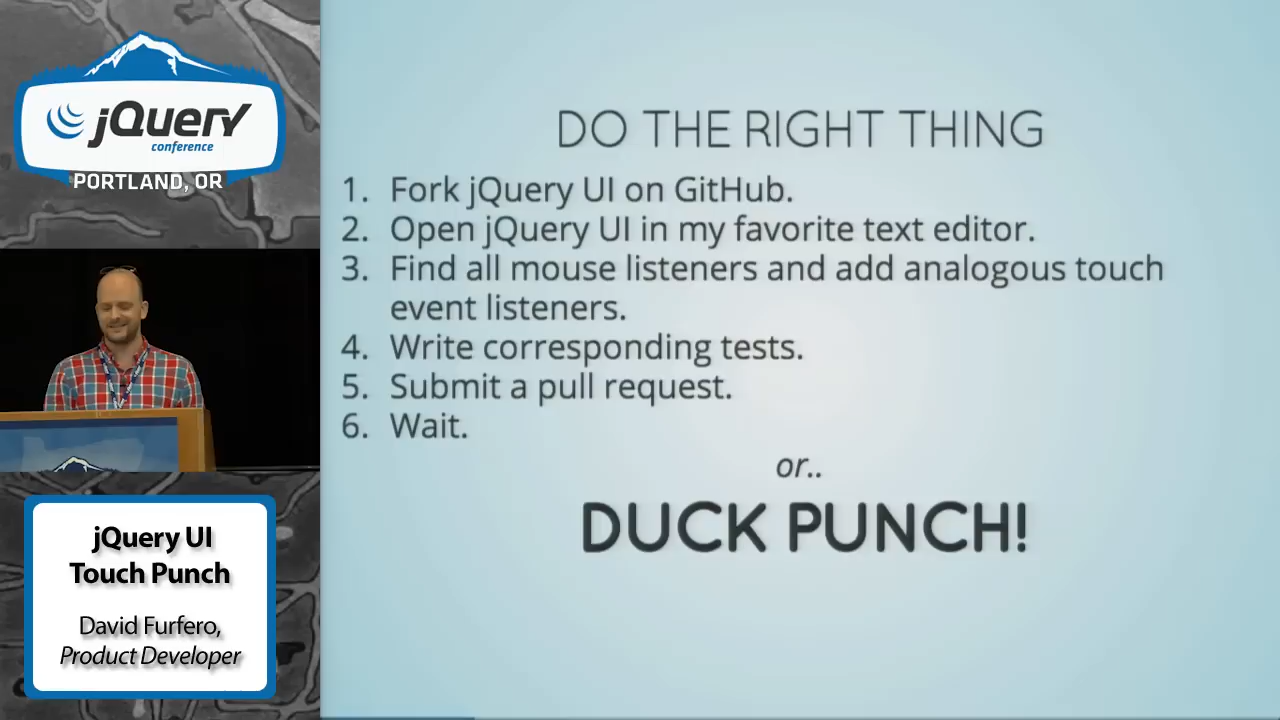 jQuery
conference
PORTLAND, OR
DO THE RIGHT THING
1. Fork jQuery UI on GitHub.
2. Open jQuery UI in my favorite text editor.
3. Find all mouse listeners and add analogous touch
event listeners.
4. Write corresponding tests.
5. Submit a pull request.
6. Wait.
or..
DUCK PUNCH!
jQuery UI
Touch Punch
David Furfero,
Product Developer